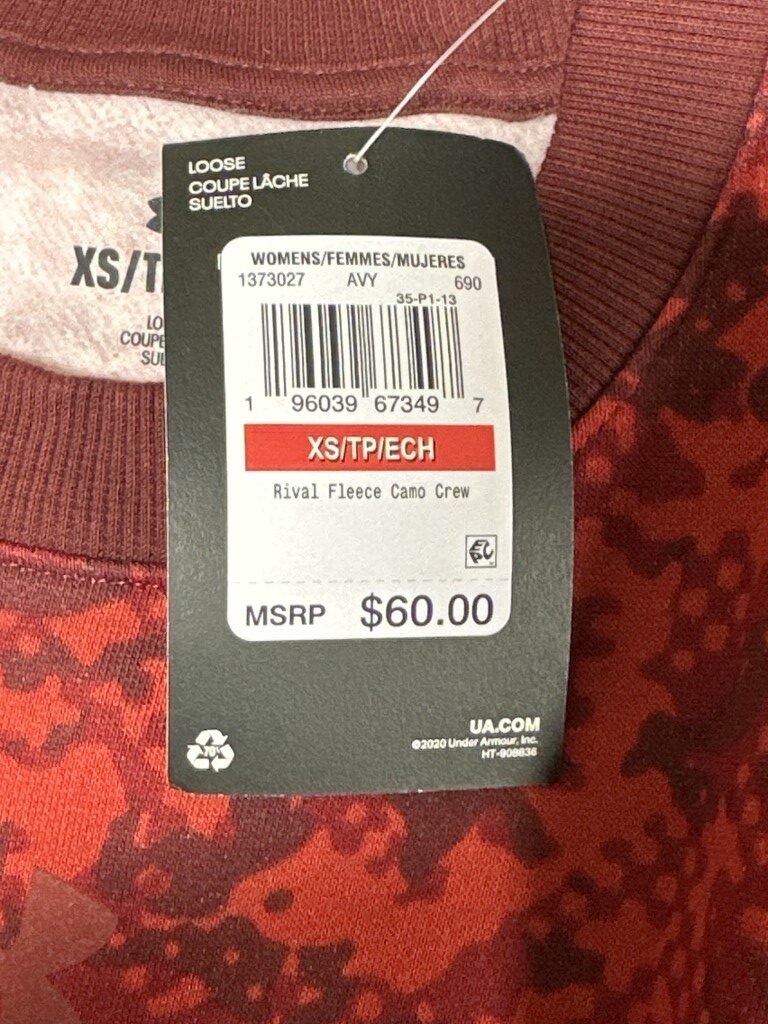 LOOSE
COUPE LÂCHE
SUELTO
XS/T
LO
COUPE
SU
WOMENS/FEMMES/MUJERES
1373027 AVY 690
35-P1-13
1 96039 67349 7
XS/TP/ECH
Rival Fleece Camo Crew
MSRP $60.00
70%
UA.COM
©2020 Under Armour, Inc.
HT-908836